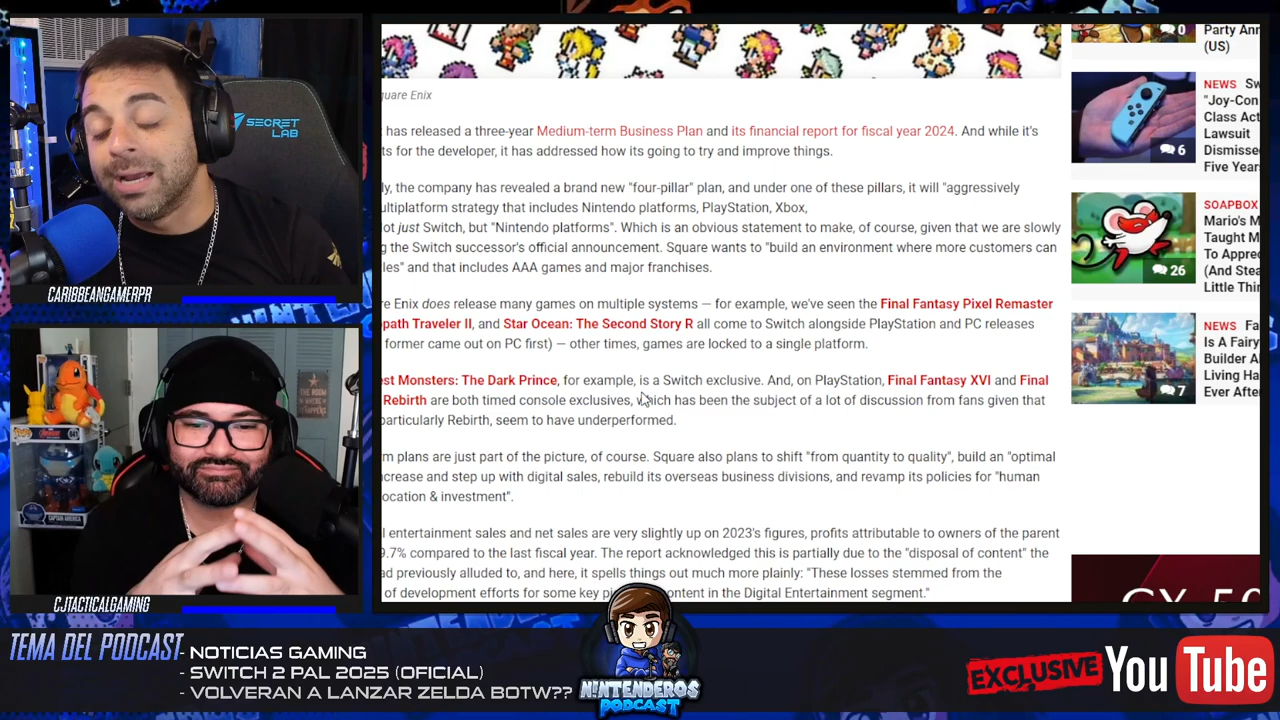 SECRET
LAB
CARIBBEANGAMERPR
CAPTAIN AMERICA
CJTACTICALGAMING
quare Enix
has released a three-year Medium-term Business Plan and its financial report for fiscal year 2024. And while it's
ts for the developer, it has addressed how its going to try and improve things.
ly, the company has revealed a brand new "four-pillar" plan, and under one of these pillars, it will "aggressively
ultiplatform strategy that includes Nintendo platforms, PlayStation, Xbox,
ot just Switch, but "Nintendo platforms". Which is an obvious statement to make, of course, given that we are slowly
g the Switch successor's official announcement. Square wants to "build an environment where more customers can
les" and that includes AAA games and major franchises.
re Enix does release many games on multiple systems — for example, we've seen the Final Fantasy Pixel Remaster
path Traveler II, and Star Ocean: The Second Story R all come to Switch alongside PlayStation and PC releases
former came out on PC first) — other times, games are locked to a single platform.
st Monsters: The Dark Prince, for example, is a Switch exclusive. And, on PlayStation, Final Fantasy XVI and Final
Rebirth are both timed console exclusives, which has been the subject of a lot of discussion from fans given that
particularly Rebirth, seem to have underperformed.
m plans are just part of the picture, of course. Square also plans to shift "from quantity to quality", build an "optimal
ncrease and step up with digital sales, rebuild its overseas business divisions, and revamp its policies for "human
ocation & investment".
l entertainment sales and net sales are very slightly up on 2023's figures, profits attributable to owners of the parent
9.7% compared to the last fiscal year. The report acknowledged this is partially due to the "disposal of content" the
ad previously alluded to, and here, it spells things out much more plainly: "These losses stemmed from the
of development efforts for some key pi ontent in the Digital Entertainment segment."
0
Party Ann
(US)
NEWS Sw
"Joy-Con
Class Act
Lawsuit
Dismisse
Five Year
6
SOAPBOX
Mario's M
Taught M
To Appre
(And Stea
Little Thin
26
NEWS Fa
Is A Fairy
Builder A
Living Ha
Ever Afte
7
TEMA DEL PODCAST
- NOTICIAS GAMING
- SWITCH 2 PAL 2025 (OFICIAL)
- VOLVERAN A LANZAR ZELDA BOTW??
NINTENDEROS
PODCAST
EXCLUSIVE
YouTube